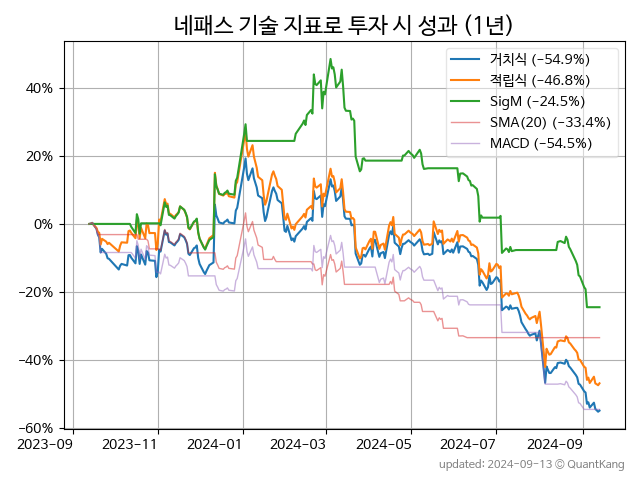 네패스 기술 지표로 투자 시 성과 (1년)
거치식 (−54.9%)
적립식 (−46.8%)
SigM (−24.5%)
SMA(20) (−33.4%)
MACD (−54.5%)
40%
20%
0%
−20%
−40%
−60%
2023-09 2023-11 2024-01 2024-03 2024-05 2024-07 2024-09
updated: 2024-09-13 ⓒ QuantKang